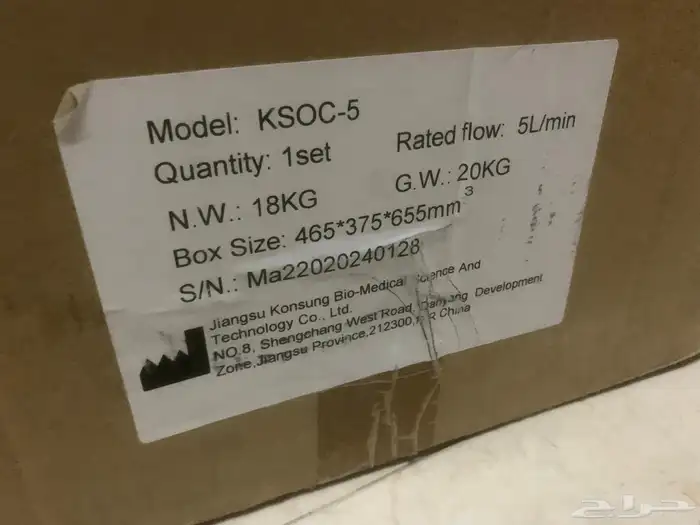 Model: KSOC-5
Quantity: 1set Rated flow: 5L/min
N.W.: 18KG G.W.: 20KG
Box Size: 465*375*655mm³
S/N.: Ma22020240128
Jiangsu Konsung Bio-Medical Science And
Technology Co., Ltd.
NO.8, Shengchang West Road, Danyang Development
Zone,Jiangsu Province,212300,P.R China
حراج